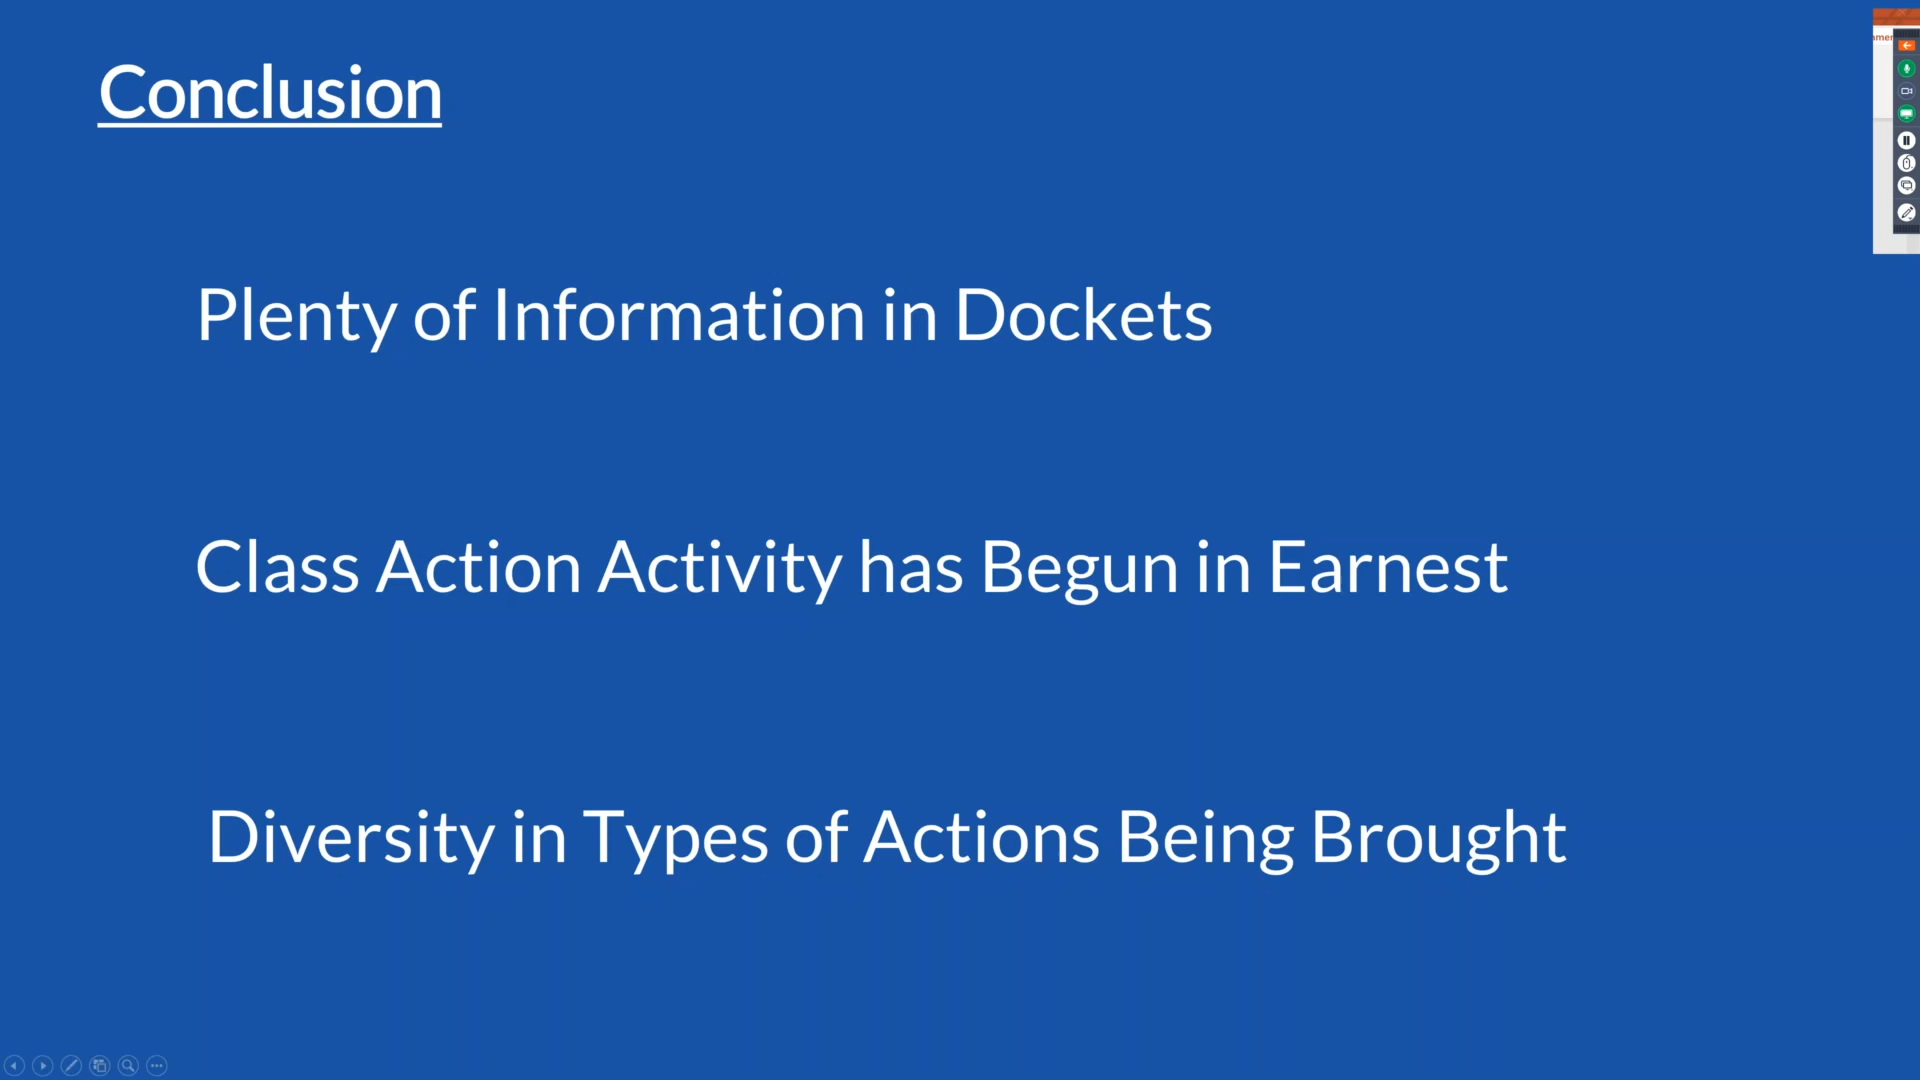 Conclusion
Plenty of Information in Dockets
Class Action Activity has Begun in Earnest
Diversity in Types of Actions Being Brought